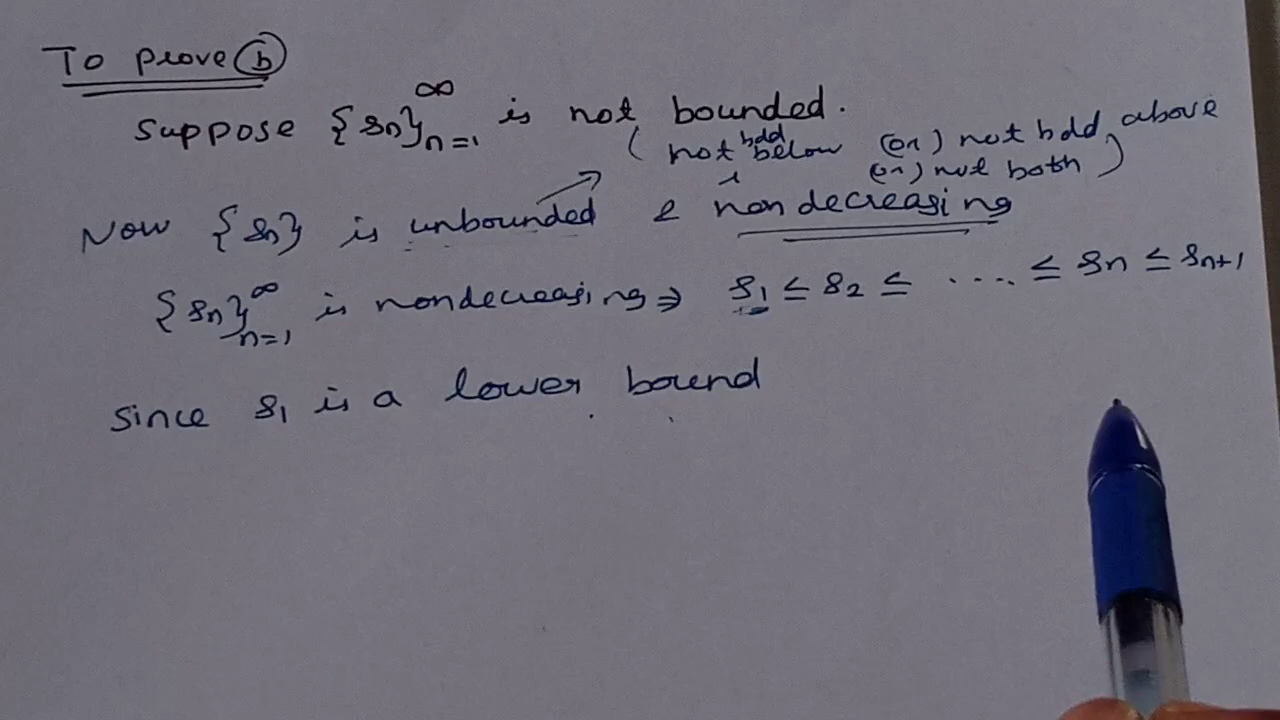 To prove ⓑ
Suppose {sn}∞n=1 is not bounded.
( not bdd below (or) not bdd above
(or) not both )
Now {sn} is unbounded & nondecreasing
{sn}∞n=1 is nondecreasing ⇒ s1 ≤ s2 ≤ ..... ≤ sn ≤ sn+1
Since s1 is a lower bound